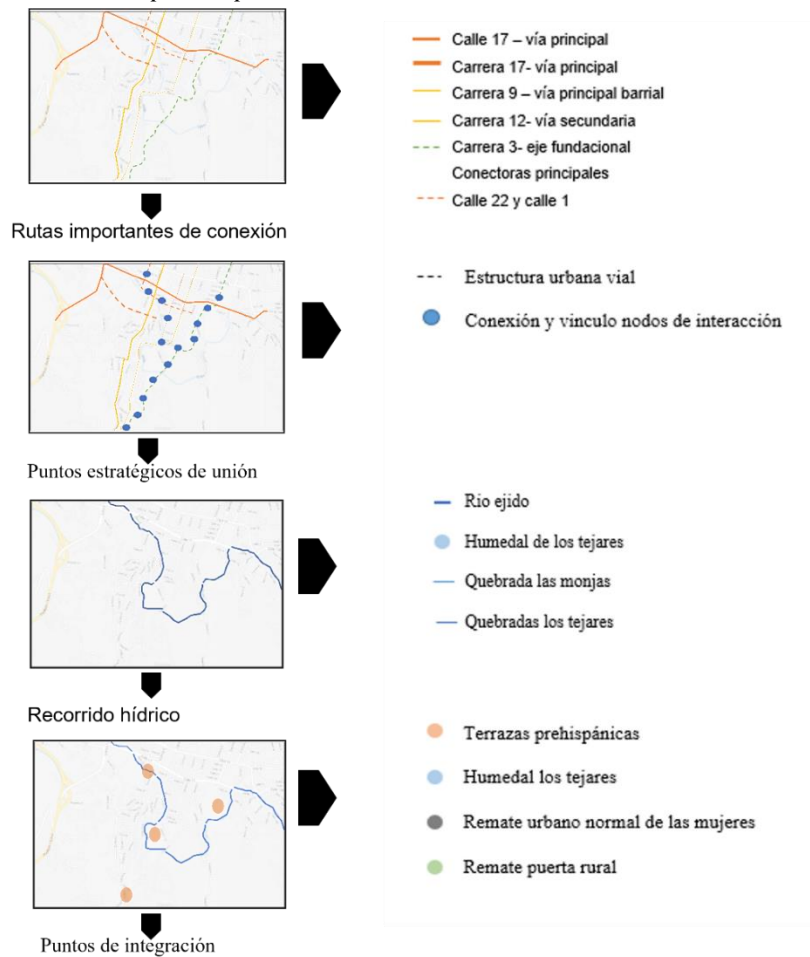 Calle 17 – vía principal
Carrera 17- vía principal
Carrera 9 – vía principal barrial
Carrera 12- vía secundaria
Carrera 3- eje fundacional
Conectoras principales
Calle 22 y calle 1
Rutas importantes de conexión
Estructura urbana vial
Conexión y vinculo nodos de interacción
Puntos estratégicos de unión
Rio ejido
Humedal de los tejares
Quebrada las monjas
Quebradas los tejares
Recorrido hídrico
Terrazas prehispánicas
Humedal los tejares
Remate urbano normal de las mujeres
Remate puerta rural
Puntos de integración